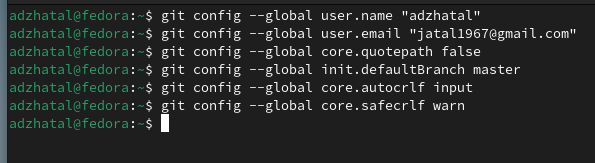 adzhatal@fedora:~$ git config --global user.name "adzhatal"
adzhatal@fedora:~$ git config --global user.email "jatal1967@gmail.com"
adzhatal@fedora:~$ git config --global core.quotepath false
adzhatal@fedora:~$ git config --global init.defaultBranch master
adzhatal@fedora:~$ git config --global core.autocrlf input
adzhatal@fedora:~$ git config --global core.safecrlf warn
adzhatal@fedora:~$